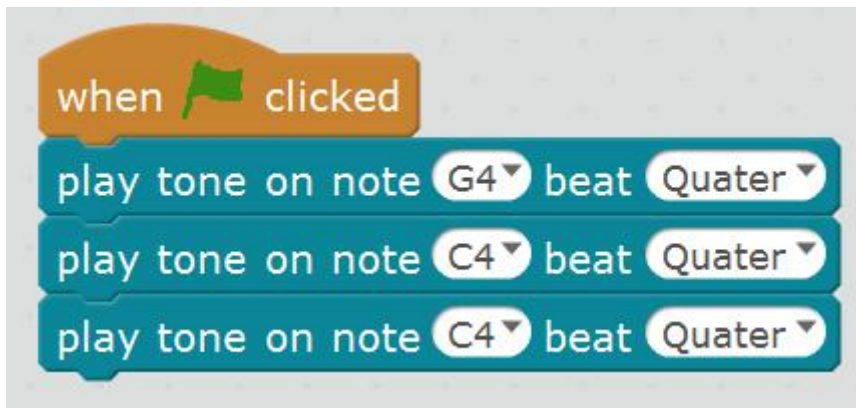 when clicked
play tone on note G4 beat Quater
play tone on note C4 beat Quater
play tone on note C4 beat Quater